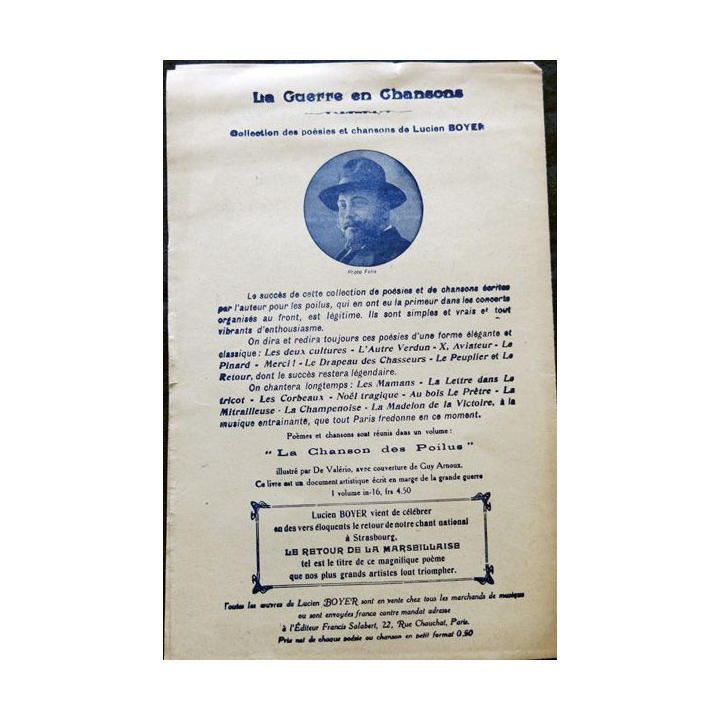 La Guerre en Chansons
Collection des poésies et chansons de Lucien BOYER
Photo Felix
Le succès de cette collection de poésies et de chansons écrites
par l'auteur pour les poilus, qui en ont eu la primeur dans les concerts
organisés au front, est légitime. Ils sont simples et vrais et tout
vibrants d'enthousiasme.
On dira et redira toujours ces poésies d'une forme élégante et
classique : Les deux cultures - L'Autre Verdun - X. Aviateur - Le
Pinard - Merci ! - Le Drapeau des Chasseurs - Le Peuplier et Le
Retour, dont le succès restera légendaire.
On chantera longtemps : Les Mamans - La Lettre dans Le
tricot - Les Corbeaux - Noël tragique - Au bois Le Prêtre - La
Mitrailleuse - La Champenoise - La Madelon de la Victoire, à la
musique entrainante, que tout Paris fredonne en ce moment.
Poèmes et chansons sont réunis dans un volume :
" La Chanson des Poilus "
illustré par De Valério, avec couverture de Guy Arnoux.
Ce livre est un document artistique écrit en marge de la grande guerre
1 volume in-16, frs 4.50
Lucien BOYER vient de célébrer
en des vers éloquents le retour de notre chant national
à Strasbourg.
LE RETOUR DE LA MARSEILLAISE
tel est le titre de ce magnifique poème
que nos plus grands artistes font triompher.
Toutes les œuvres de Lucien BOYER sont en vente chez tous les marchands de musique
ou sont envoyées franco contre mandat adresse
à l'Éditeur Francis Salabert, 22, Rue Chauchat, Paris.
Prix net de chaque poésie ou chanson en petit format 0.50